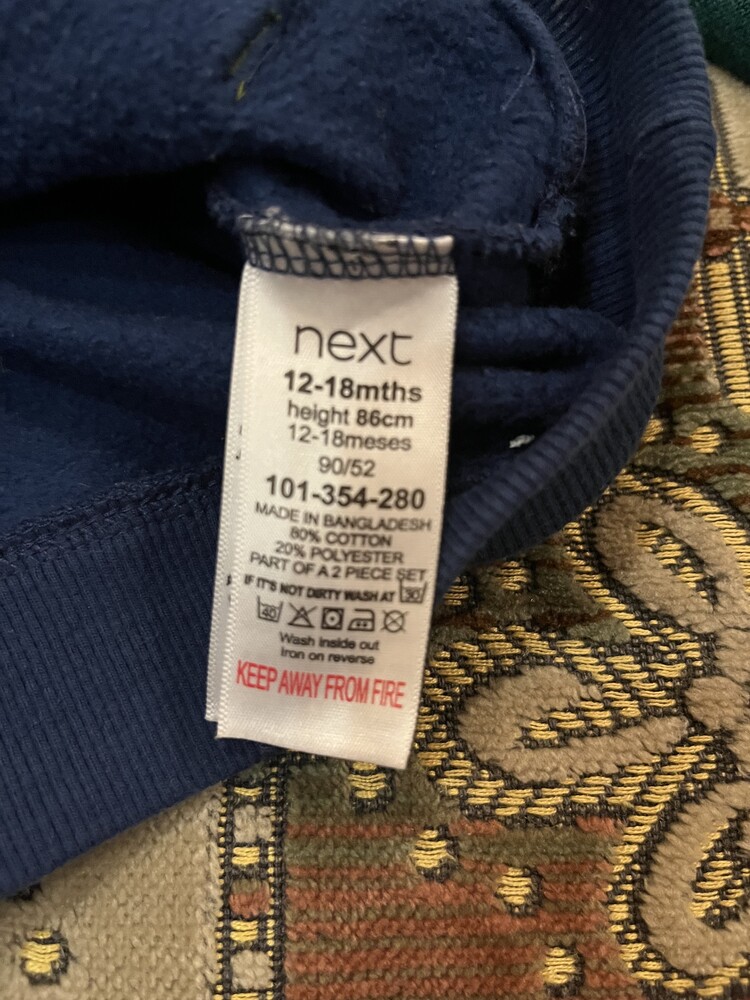 next
12-18mths
height 86cm
12-18meses
90/52
101-354-280
MADE IN BANGLADESH
80% COTTON
20% POLYESTER
PART OF A 2 PIECE SET
IF IT'S NOT DIRTY WASH AT 30
40
Wash inside out
Iron on reverse
KEEP AWAY FROM FIRE